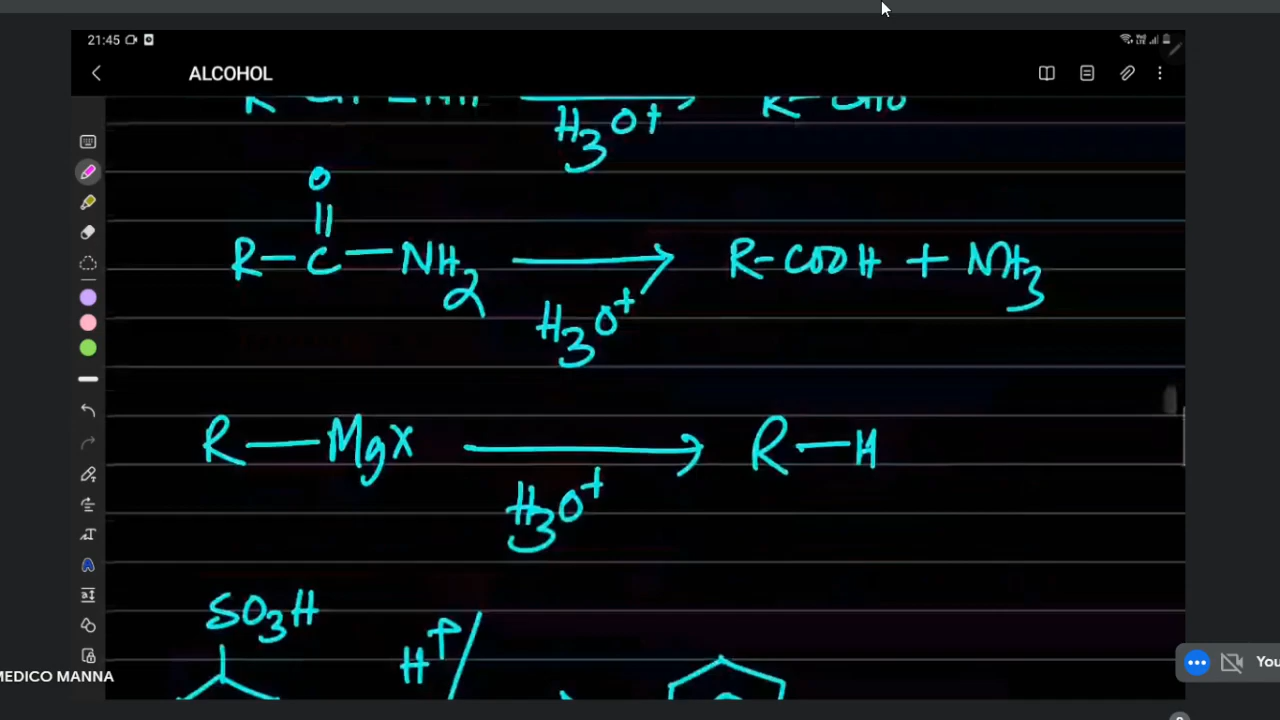 21:45
ALCOHOL
H3O+
O
||
R-C-NH2 → R-COOH + NH3
H3O+
R-MgX → R-H
H3O+
SO3H
H+/
MEDICO MANNA
You